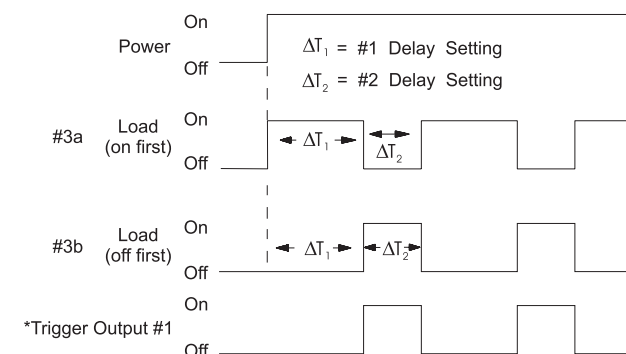 On
Power
Off
ΔT1 = #1 Delay Setting
ΔT2 = #2 Delay Setting
#3a
Load
(on first)
On
Off
ΔT1
ΔT2
#3b
Load
(off first)
On
Off
ΔT1
ΔT2
*Trigger Output #1
On
Off